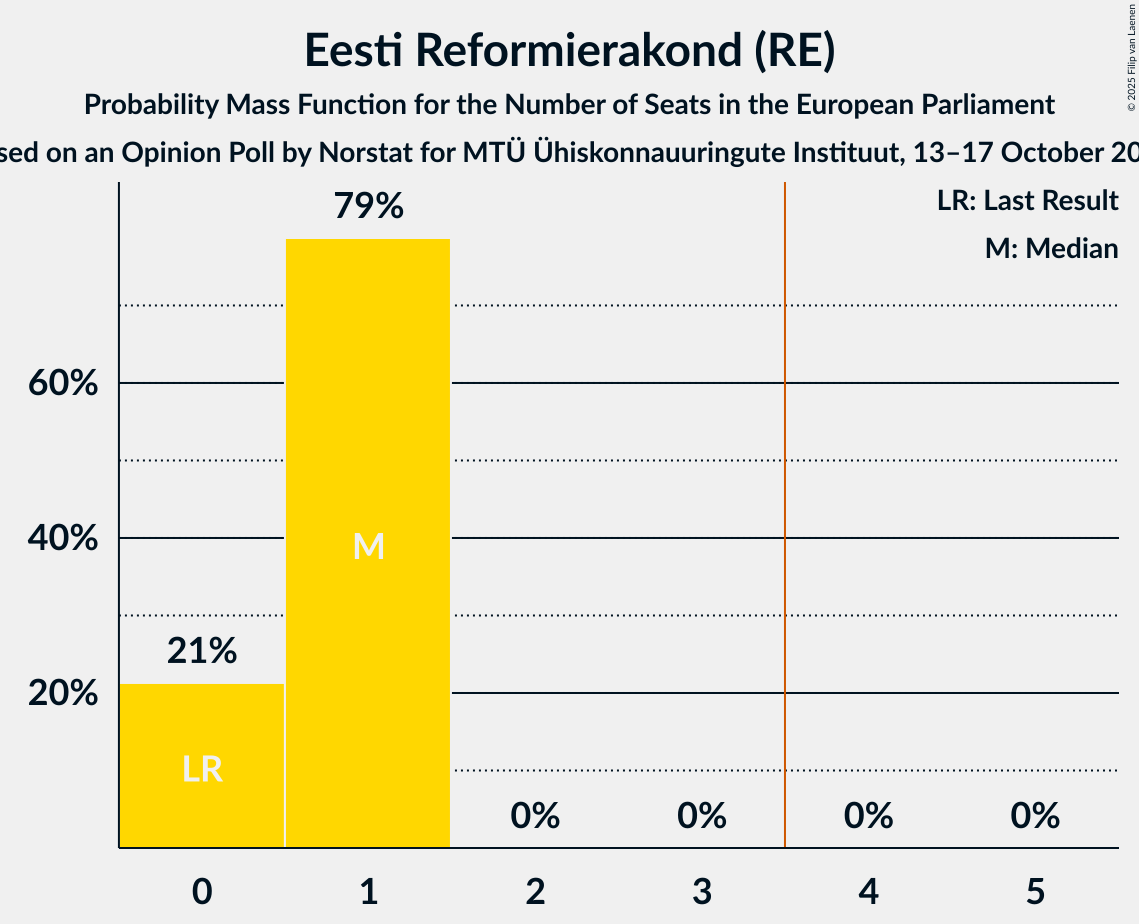 © 2025 Filip van Laenen
Eesti Reformierakond (RE)
Probability Mass Function for the Number of Seats in the European Parliament
sed on an Opinion Poll by Norstat for MTÜ Ühiskonnauuringute Instituut, 13–17 October 20
LR: Last Result
M: Median
79%
60%
M
40%
21%
20%
LR
0% 0% 0% 0%
0 1 2 3 4 5